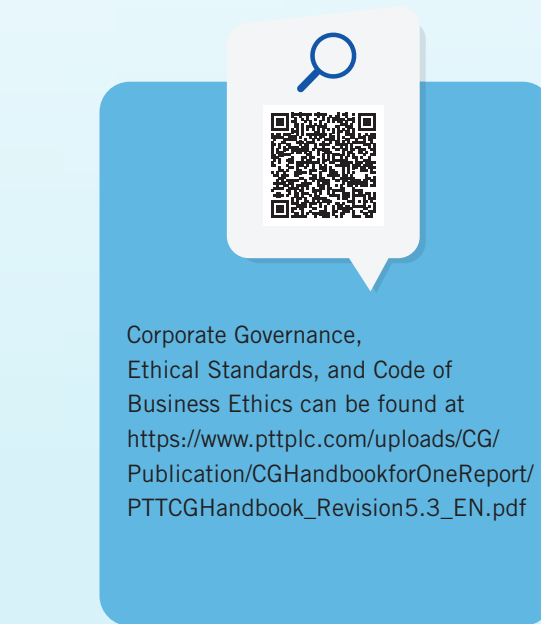 Corporate Governance,
Ethical Standards, and Code of
Business Ethics can be found at
https://www.pttplc.com/uploads/CG/
Publication/CGHandbookforOneReport/
PTTCGHandbook_Revision5.3_EN.pdf